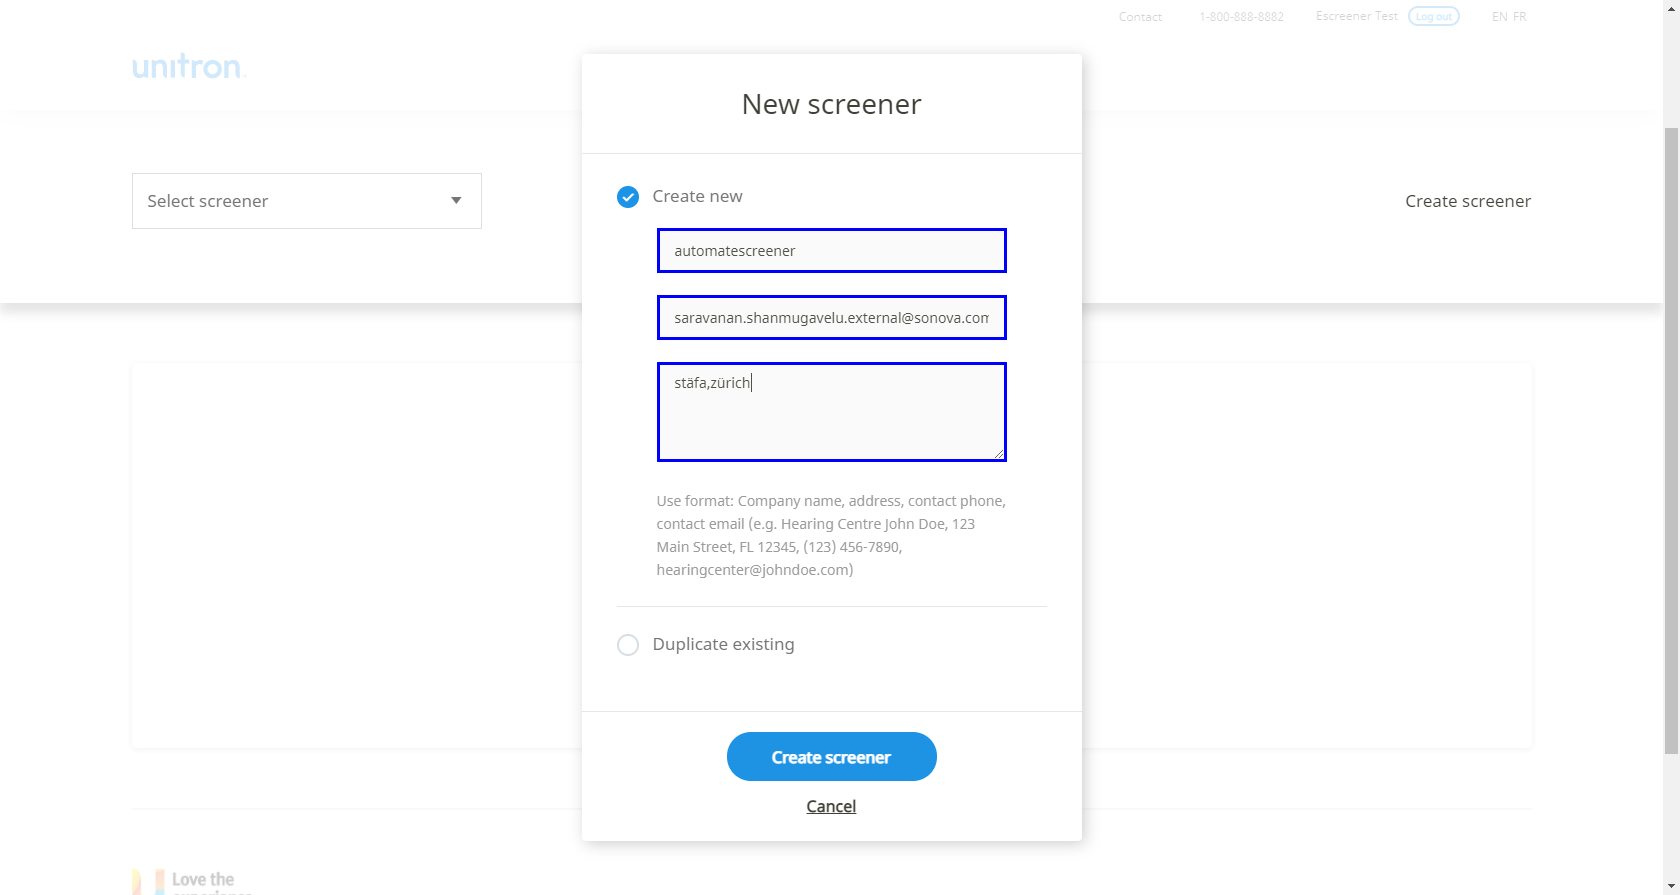 Contact 1-800-888-8882 Escreener Test Log out EN FR
unitron
New screener
Select screener
Create screener
Create new
automatescreener
saravanan.shanmugavelu.external@sonova.com
stäfa,zürich
Use format: Company name, address, contact phone,
contact email (e.g. Hearing Centre John Doe, 123
Main Street, FL 12345, (123) 456-7890,
hearingcenter@johndoe.com)
Duplicate existing
Create screener
Cancel
Love the